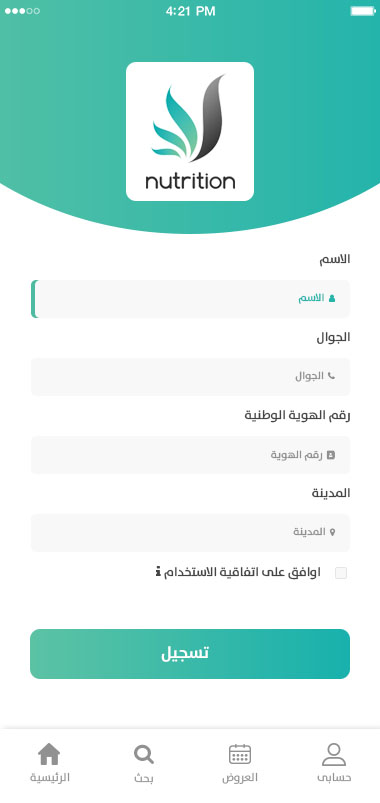 4:21 PM
nutrition
الاسم
الاسم
الجوال
الجوال
رقم الهوية الوطنية
رقم الهوية
المدينة
المدينة
اوافق على اتفاقية الاستخدام
تسجيل
حسابى
العروض
بحث
الرئيسية